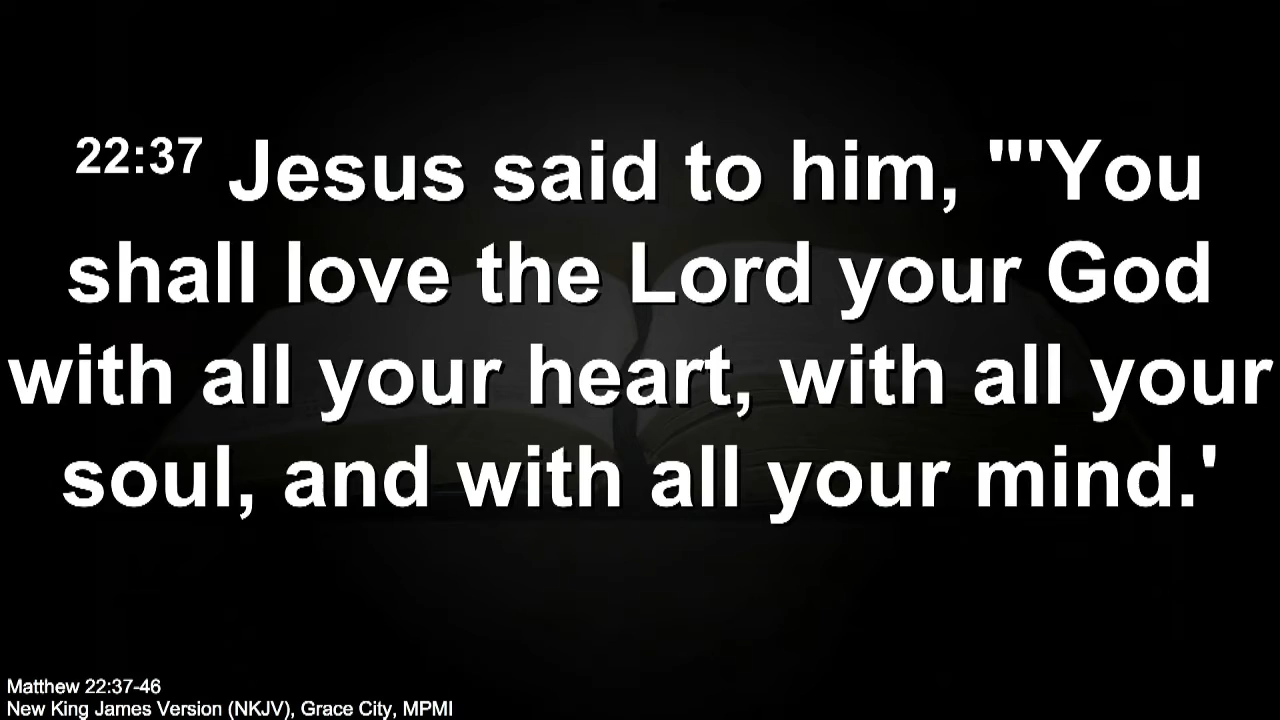 22:37 Jesus said to him, "'You
shall love the Lord your God
with all your heart, with all your
soul, and with all your mind.'
Matthew 22:37-46
New King James Version (NKJV), Grace City, MPMI